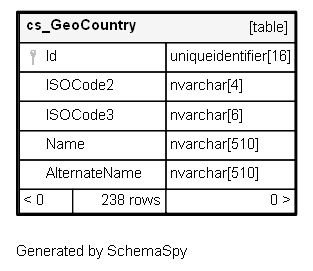 cs_GeoCountry [table]
Id uniqueidentifier[16]
ISOCode2 nvarchar[4]
ISOCode3 nvarchar[6]
Name nvarchar[510]
AlternateName nvarchar[510]
< 0 238 rows 0 >
Generated by SchemaSpy